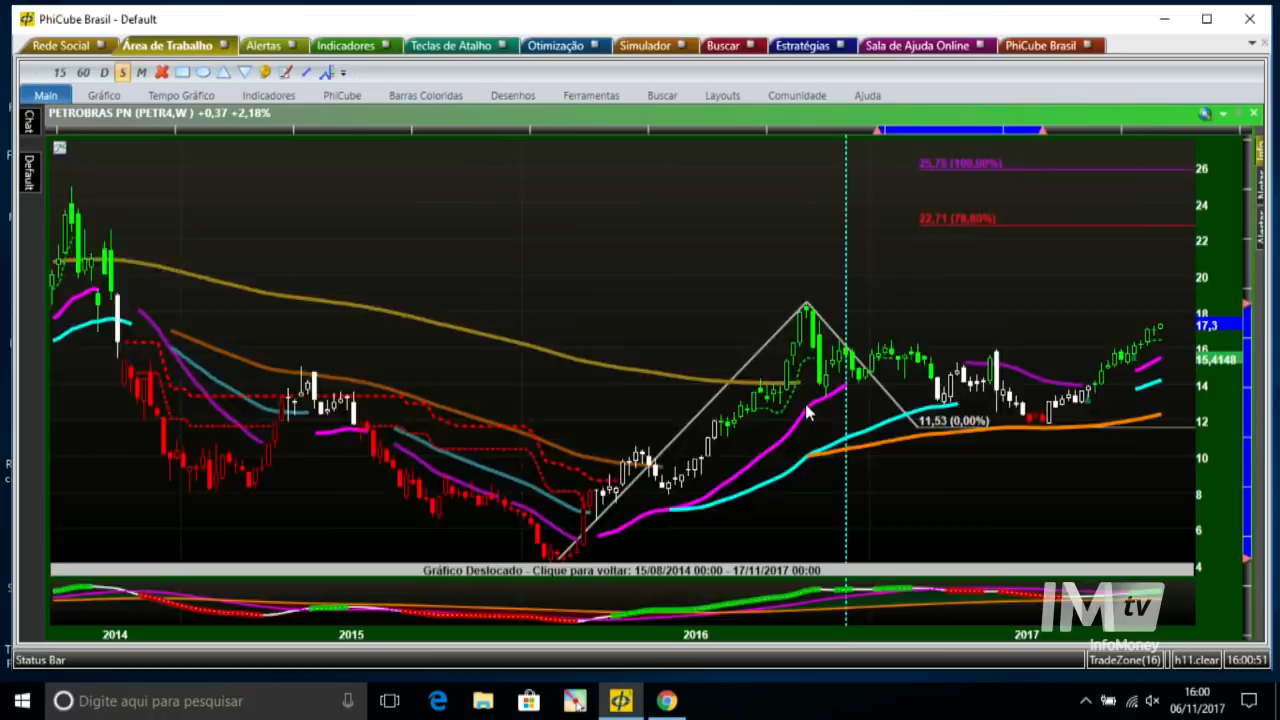 PhiCube Brasil - Default
Rede Social Área de Trabalho Alertas Indicadores Teclas de Atalho Otimização Simulador Buscar Estratégias Sala de Ajuda Online PhiCube Brasil
15 60 D S M
Main Gráfico Tempo Gráfico Indicadores PhiCube Barras Coloridas Desenhos Ferramentas Buscar Layouts Comunidade Ajuda
Chat
Default
PETROBRAS PN (PETR4,W ) +0,37 +2,18%
25,78 (100,00%)
22,71 (78,60%)
11,53 (0,00%)
26
24
22
20
18
17,3
16
15,4148
14
12
10
8
6
4
Gráfico Deslocado - Clique para voltar: 15/08/2014 00:00 - 17/11/2017 00:00
2014 2015 2016 2017
IM tv
InfoMoney
Status Bar
TradeZone(16) h11.clear 16:00:51
Digite aqui para pesquisar
16:00
06/11/2017